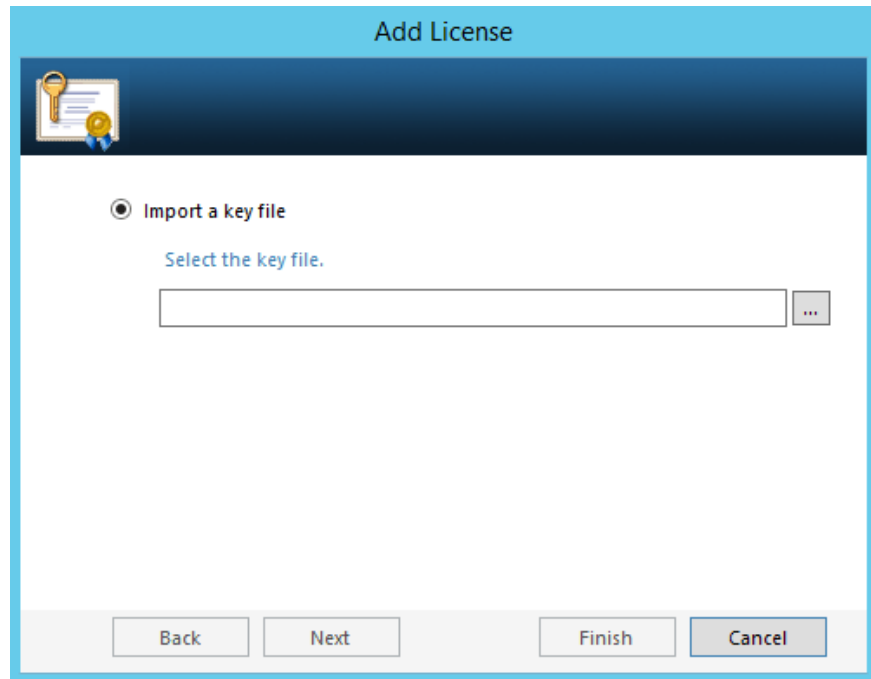 Add License
Import a key file
Select the key file.
...
Back Next Finish Cancel